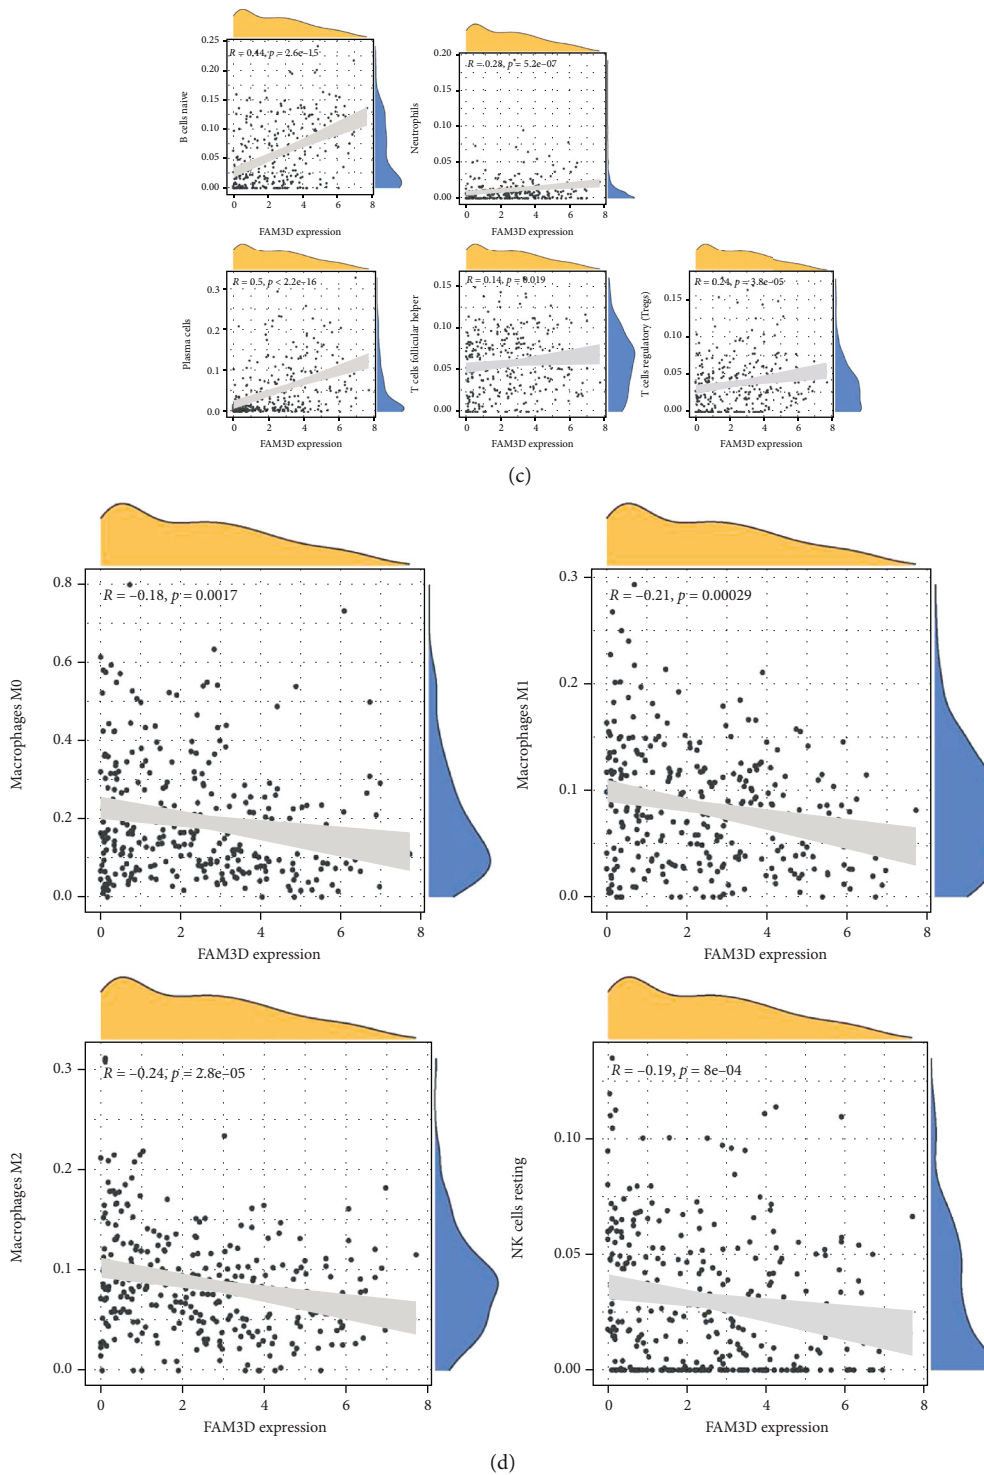 R = 0.44, p = 2.6e–15
0.25
0.20
0.15
0.10
0.05
0.00
B cells naive
0 2 4 6 8
FAM3D expression
R = 0.28, p = 5.2e–07
0.20
0.15
0.10
0.05
0.00
Neutrophils
0 2 4 6 8
FAM3D expression
R = 0.5, p < 2.2e–16
0.3
0.2
0.1
0.0
Plasma cells
0 2 4 6 8
FAM3D expression
R = 0.14, p = 0.019
0.15
0.10
0.05
0.00
T cells follicular helper
0 2 4 6 8
FAM3D expression
R = 0.24, p = 3.8e–05
0.15
0.10
0.05
0.00
T cells regulatory (Tregs)
0 2 4 6 8
FAM3D expression
(c)
R = –0.18, p = 0.0017
0.8
0.6
0.4
0.2
0.0
Macrophages M0
0 2 4 6 8
FAM3D expression
R = –0.21, p = 0.00029
0.3
0.2
0.1
0.0
Macrophages M1
0 2 4 6 8
FAM3D expression
R = –0.24, p = 2.8e–05
0.3
0.2
0.1
0.0
Macrophages M2
0 2 4 6 8
FAM3D expression
R = –0.19, p = 8e–04
0.10
0.05
0.00
NK cells resting
0 2 4 6 8
FAM3D expression
(d)